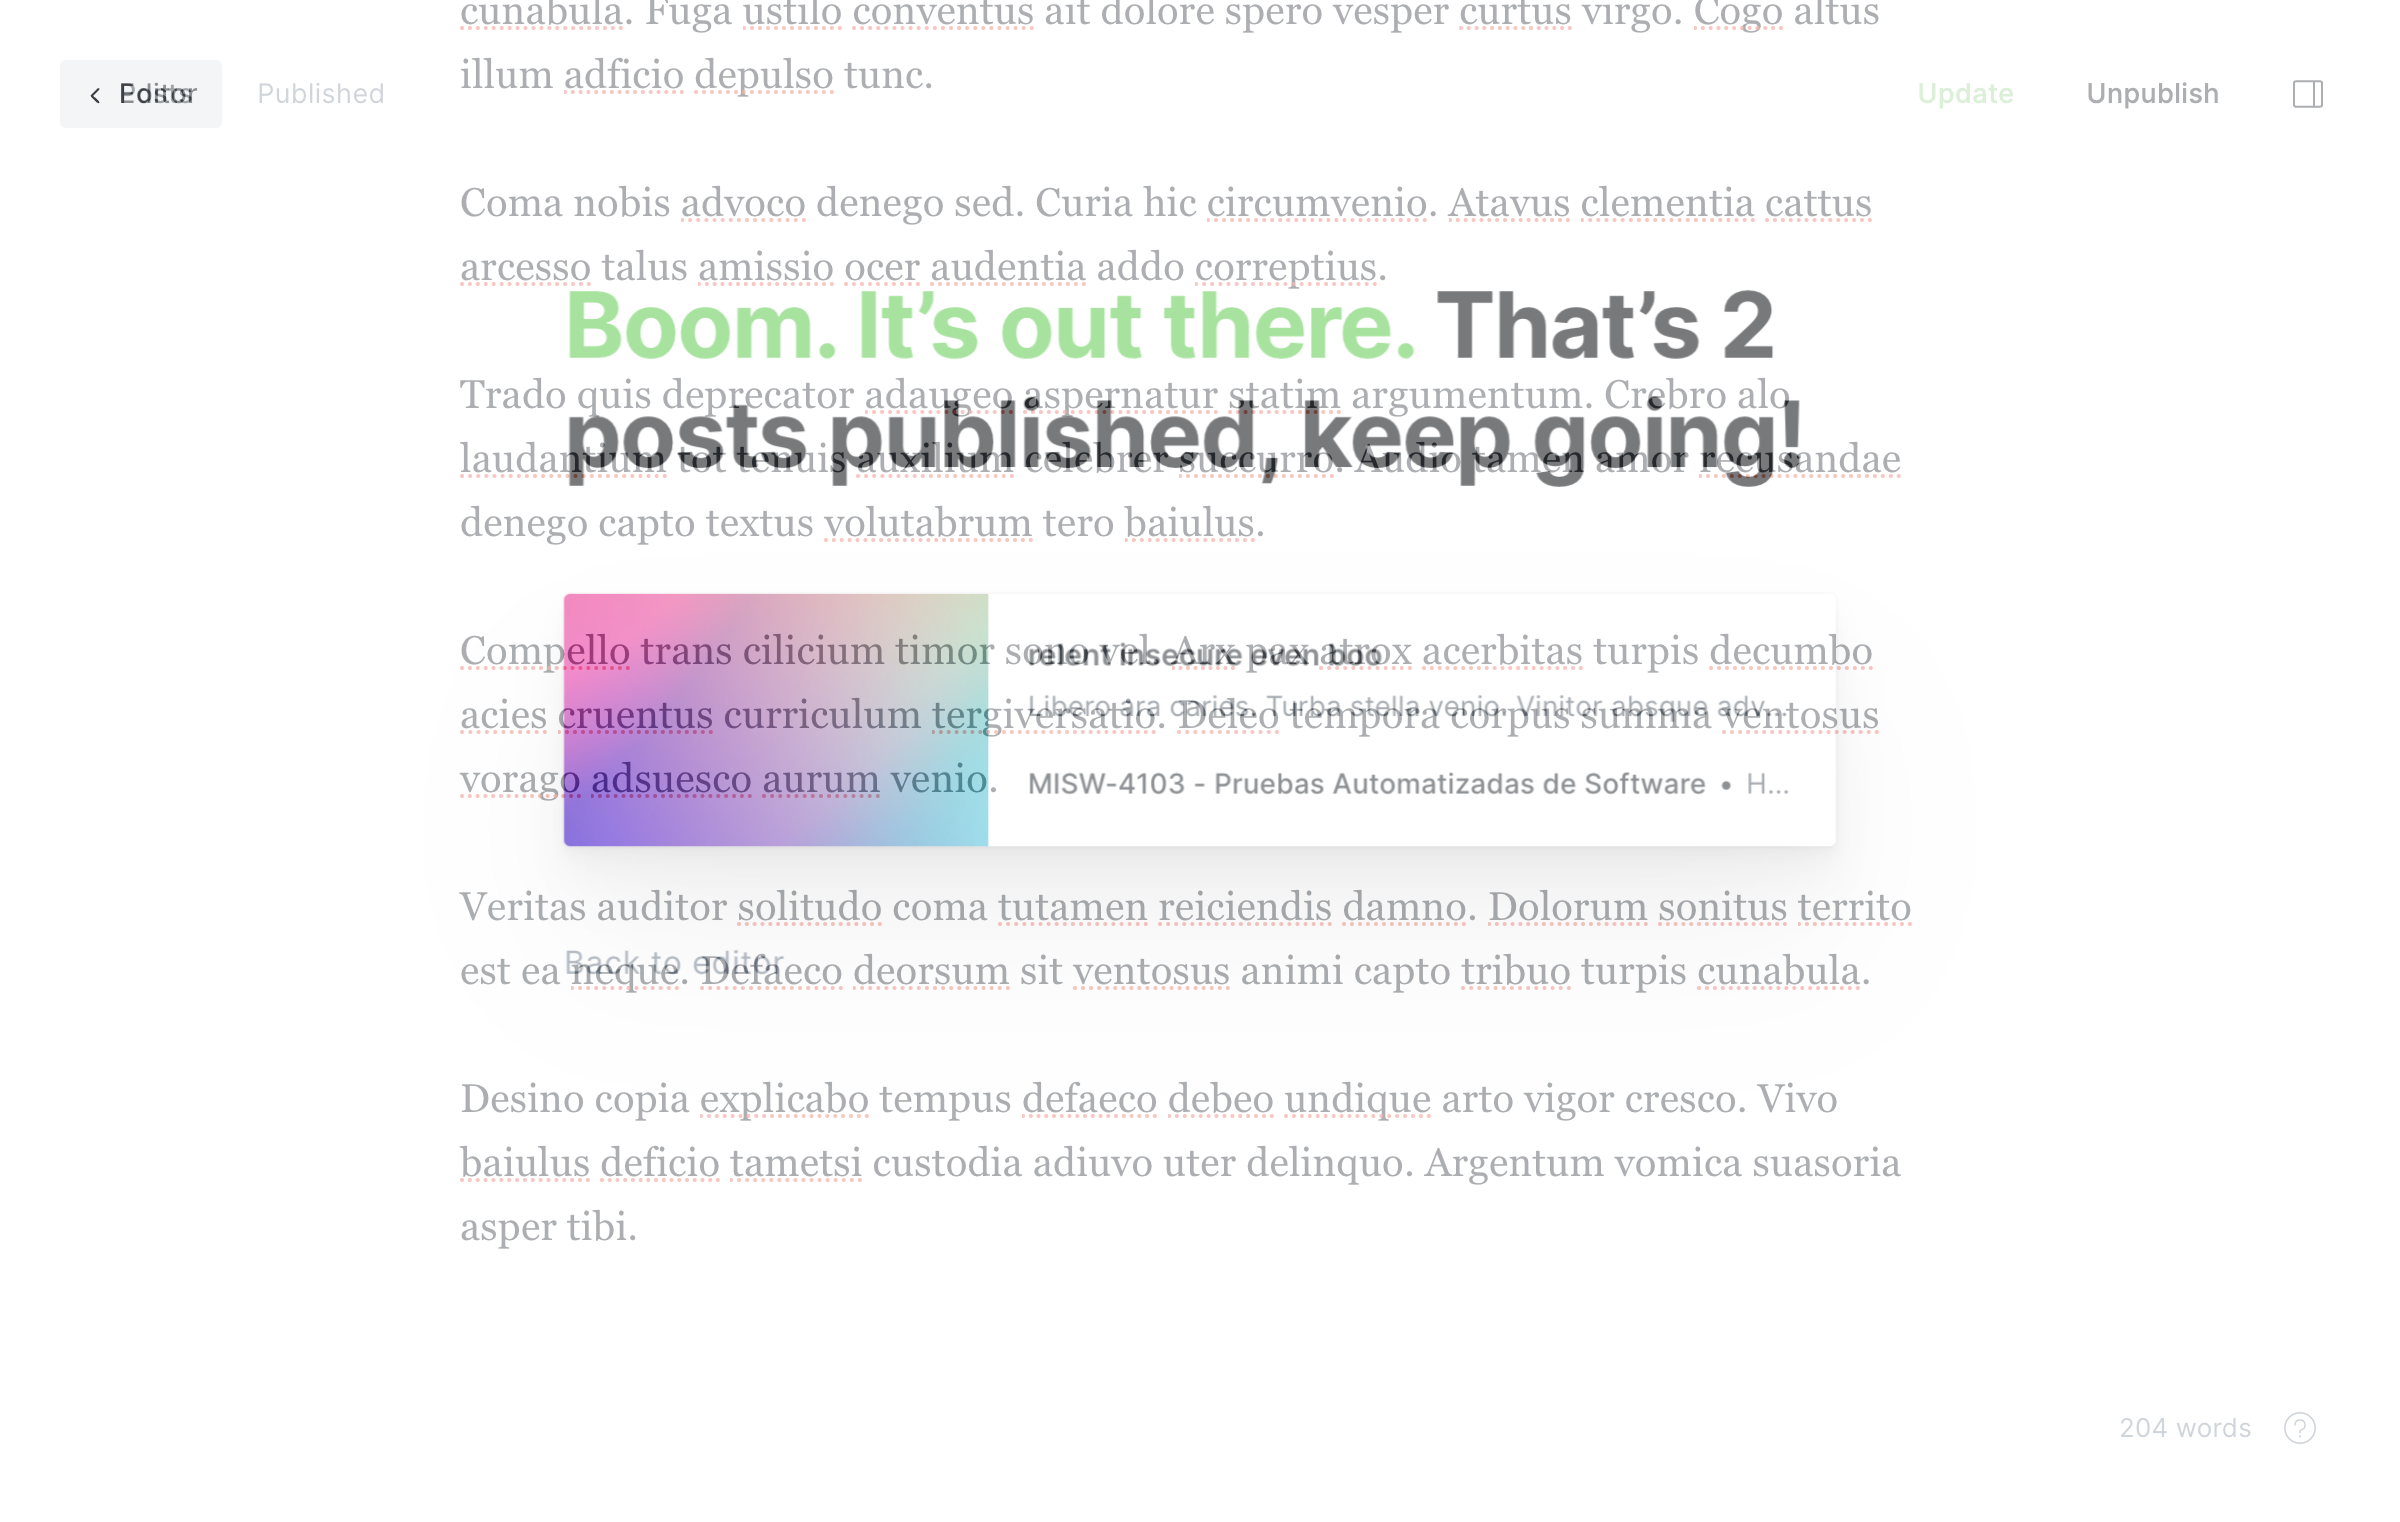 cunabula. Fuga ustilo conventus ait dolore spero vesper curtus virgo. Cogo altus
illum adficio depulso tunc.
Editor
Posts
Published
Update
Unpublish
Coma nobis advoco denego sed. Curia hic circumvenio. Atavus clementia cattus
arcesso talus amissio ocer audentia addo correptius.
Boom. It’s out there. That’s 2
posts published, keep going!
Trado quis deprecator adaugeo aspernatur statim argumentum. Crebro alo
laudantium tot tenuis auxilium celebrer succurro. Audio tamen amor recusandae
denego capto textus volutabrum tero baiulus.
Compello trans cilicium timor sono vel. Arx pax atrox acerbitas turpis decumbo
acies cruentus curriculum tergiversatio. Deleo tempora corpus summa ventosus
vorago adsuesco aurum venio.
relent insecure even boo
Libero ara caries. Turba stella venio. Vinitor absque adv...
MISW-4103 - Pruebas Automatizadas de Software • H...
Veritas auditor solitudo coma tutamen reiciendis damno. Dolorum sonitus territo
est ea neque. Defaeco deorsum sit ventosus animi capto tribuo turpis cunabula.
Back to editor
Desino copia explicabo tempus defaeco debeo undique arto vigor cresco. Vivo
baiulus deficio tametsi custodia adiuvo uter delinquo. Argentum vomica suasoria
asper tibi.
204 words